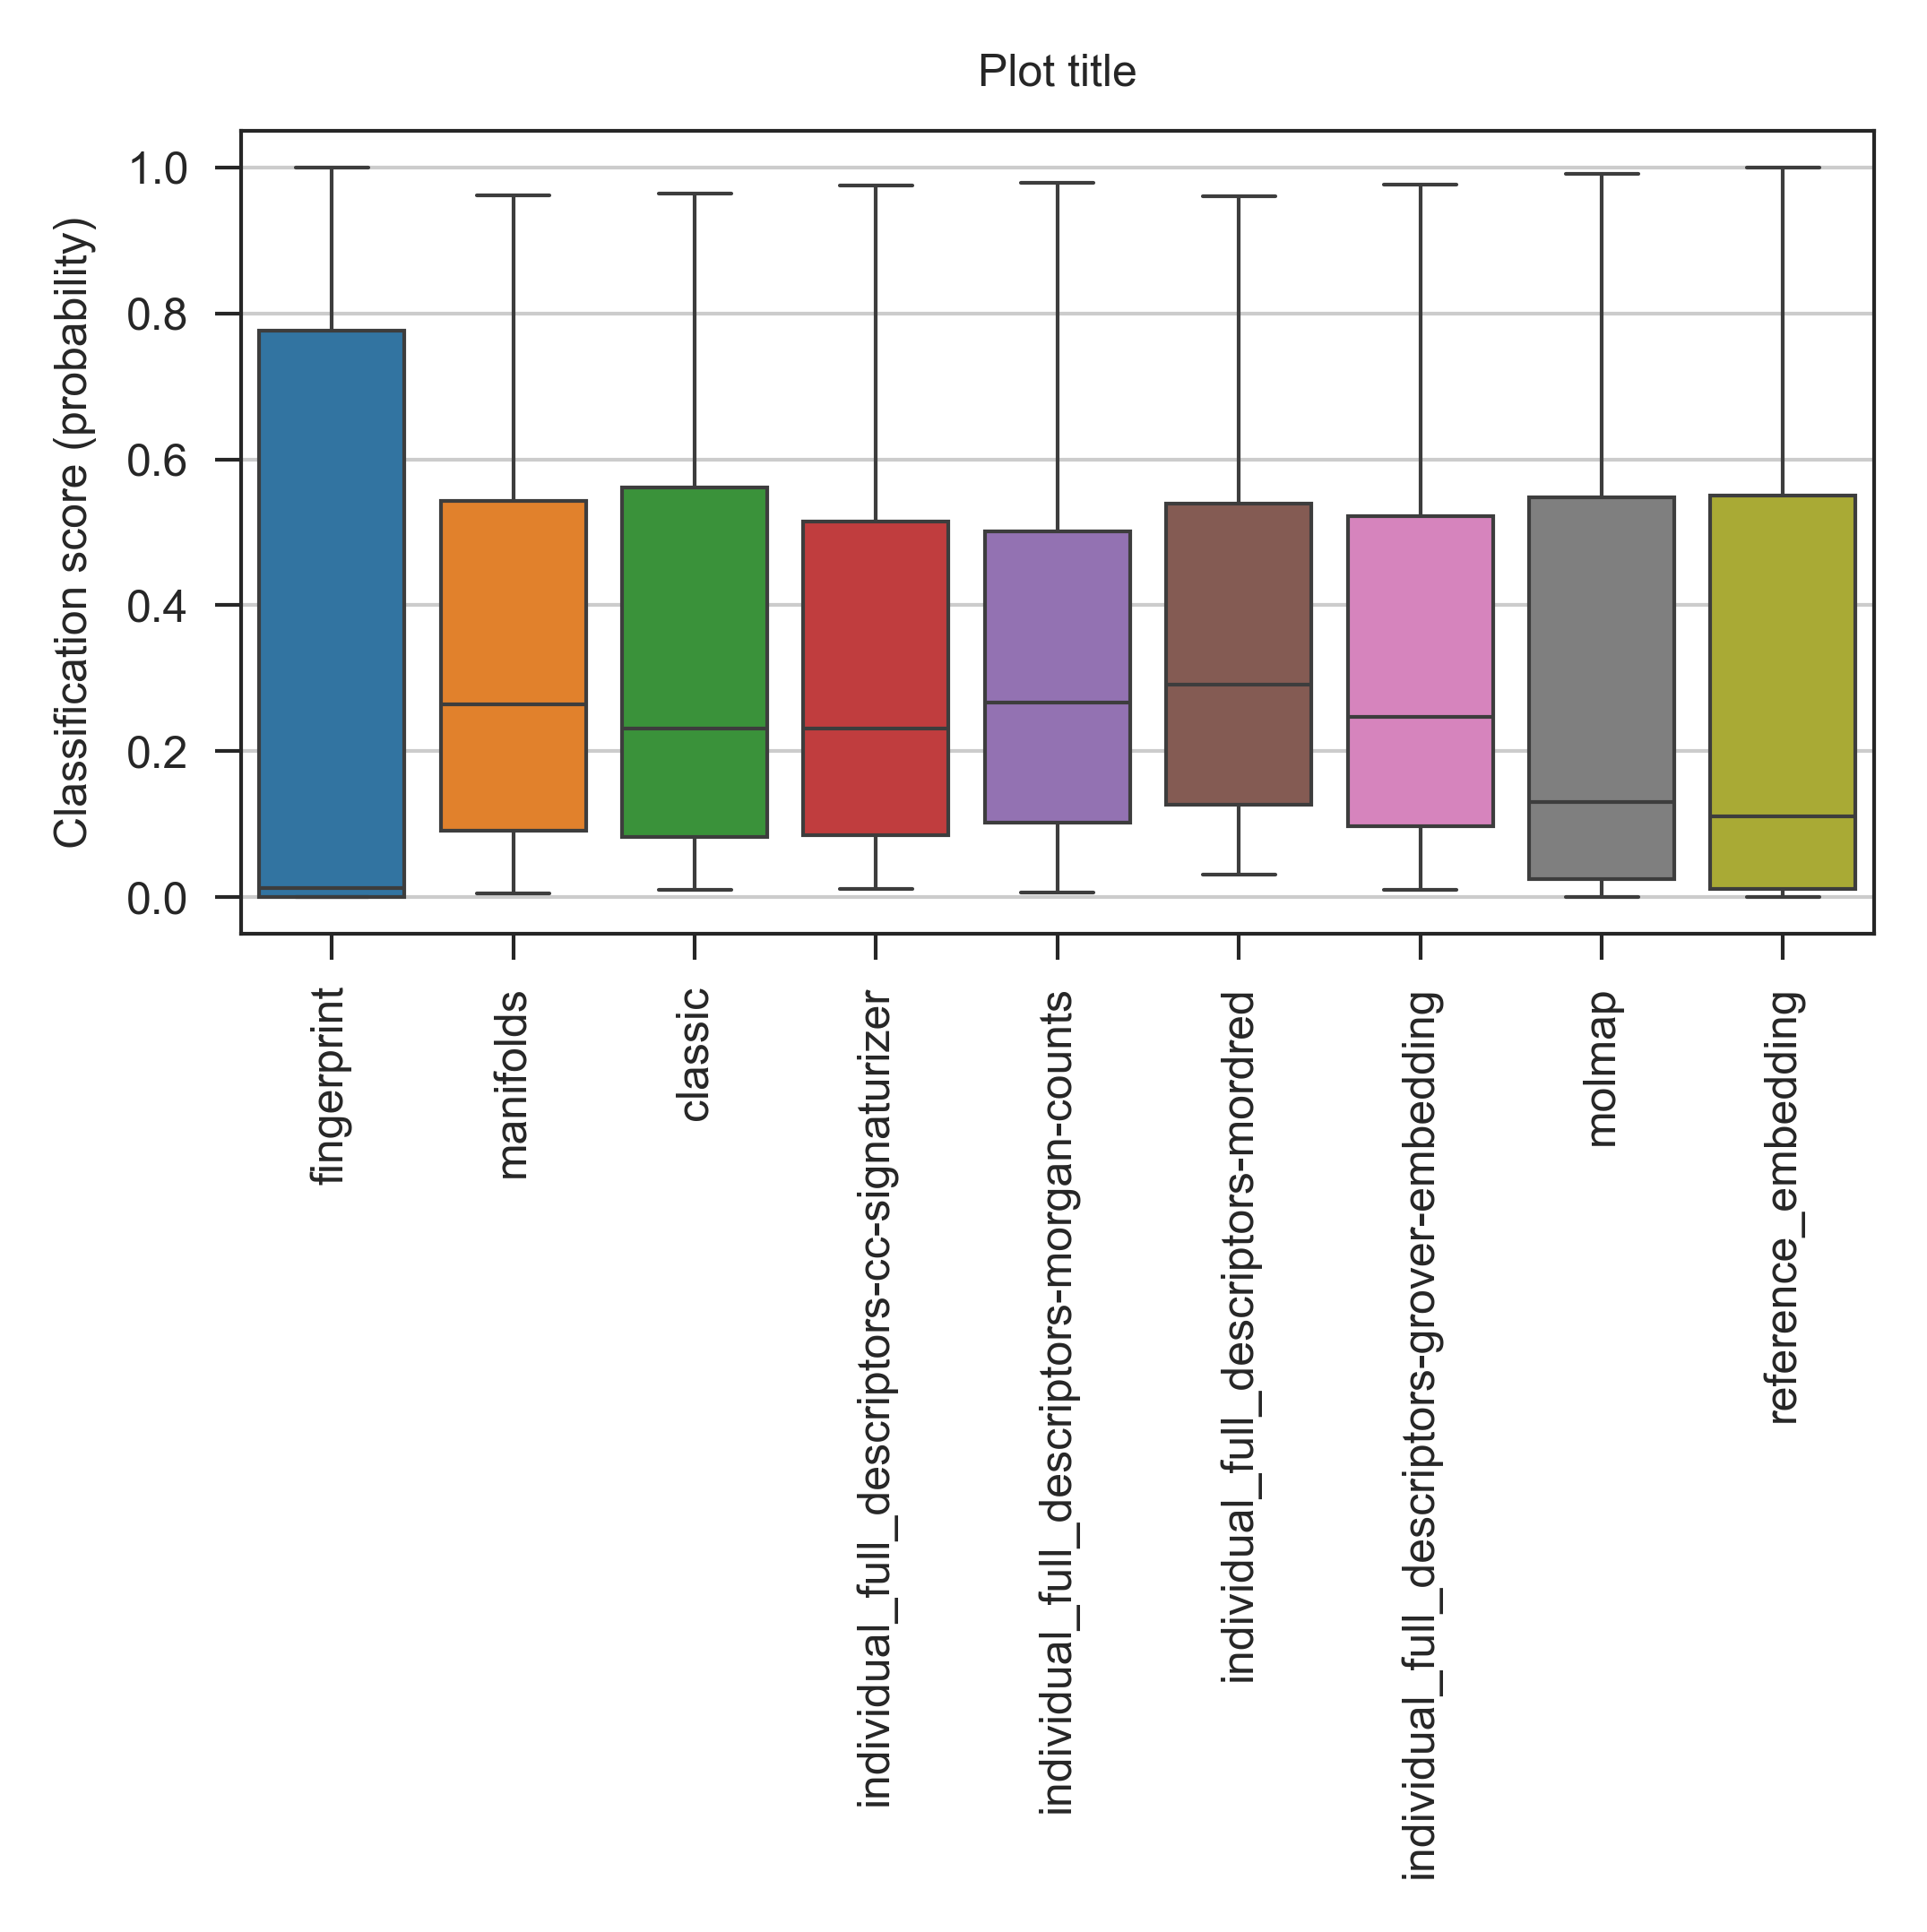 Plot title
Classification score (probability)
1.0
0.8
0.6
0.4
0.2
0.0
fingerprint
manifolds
classic
individual_full_descriptors-cc-signaturizer
individual_full_descriptors-morgan-counts
individual_full_descriptors-mordred
individual_full_descriptors-grover-embedding
molmap
reference_embedding